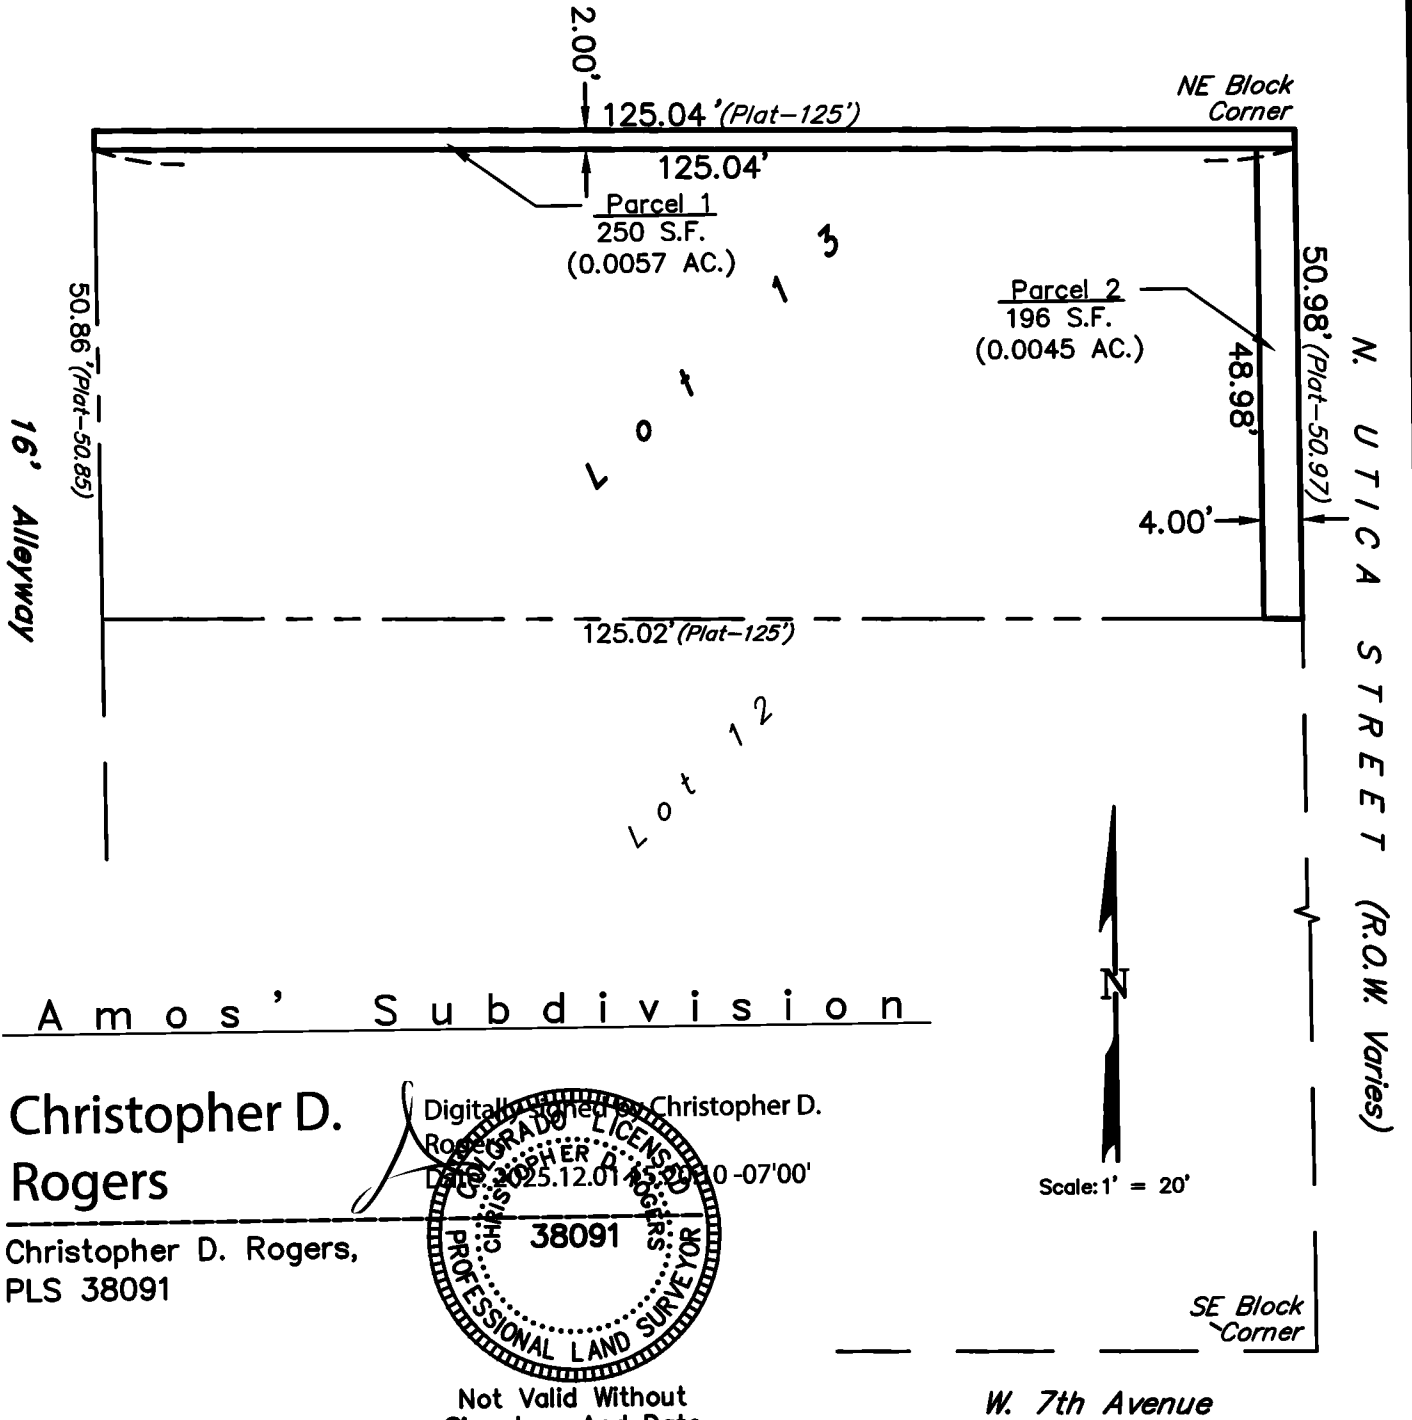 2.00'
NE Block
Corner
125.04'(Plat-125')
125.04'
Parcel 1
250 S.F.
(0.0057 AC.)
Lot 13
Parcel 2
196 S.F.
(0.0045 AC.)
50.98'(Plat-50.97)
48.98'
4.00'
50.86'(Plat-50.85)
16' Alleyway
N. UTICA STREET (R.O.W. Varies)
125.02'(Plat-125')
Lot 12
N
Scale:1' = 20'
Amos' Subdivision
Christopher D.
Rogers
Digitally signed by Christopher D.
Rogers
Date: 2025.12.01 -07'00'
COLORADO LICENSED
CHRISTOPHER D. ROGERS
38091
PROFESSIONAL LAND SURVEYOR
Christopher D. Rogers,
PLS 38091
Not Valid Without
And Date
SE Block
Corner
W. 7th Avenue